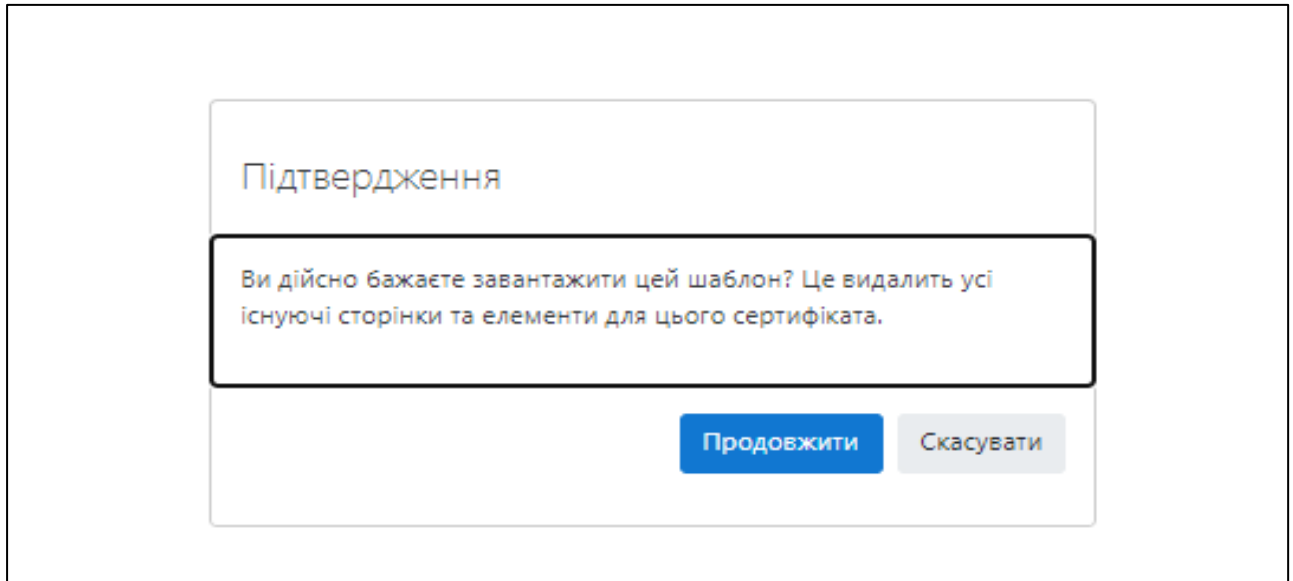 Підтвердження
Ви дійсно бажаєте завантажити цей шаблон? Це видалить усі
існуючі сторінки та елементи для цього сертифіката.
Продовжити Скасувати